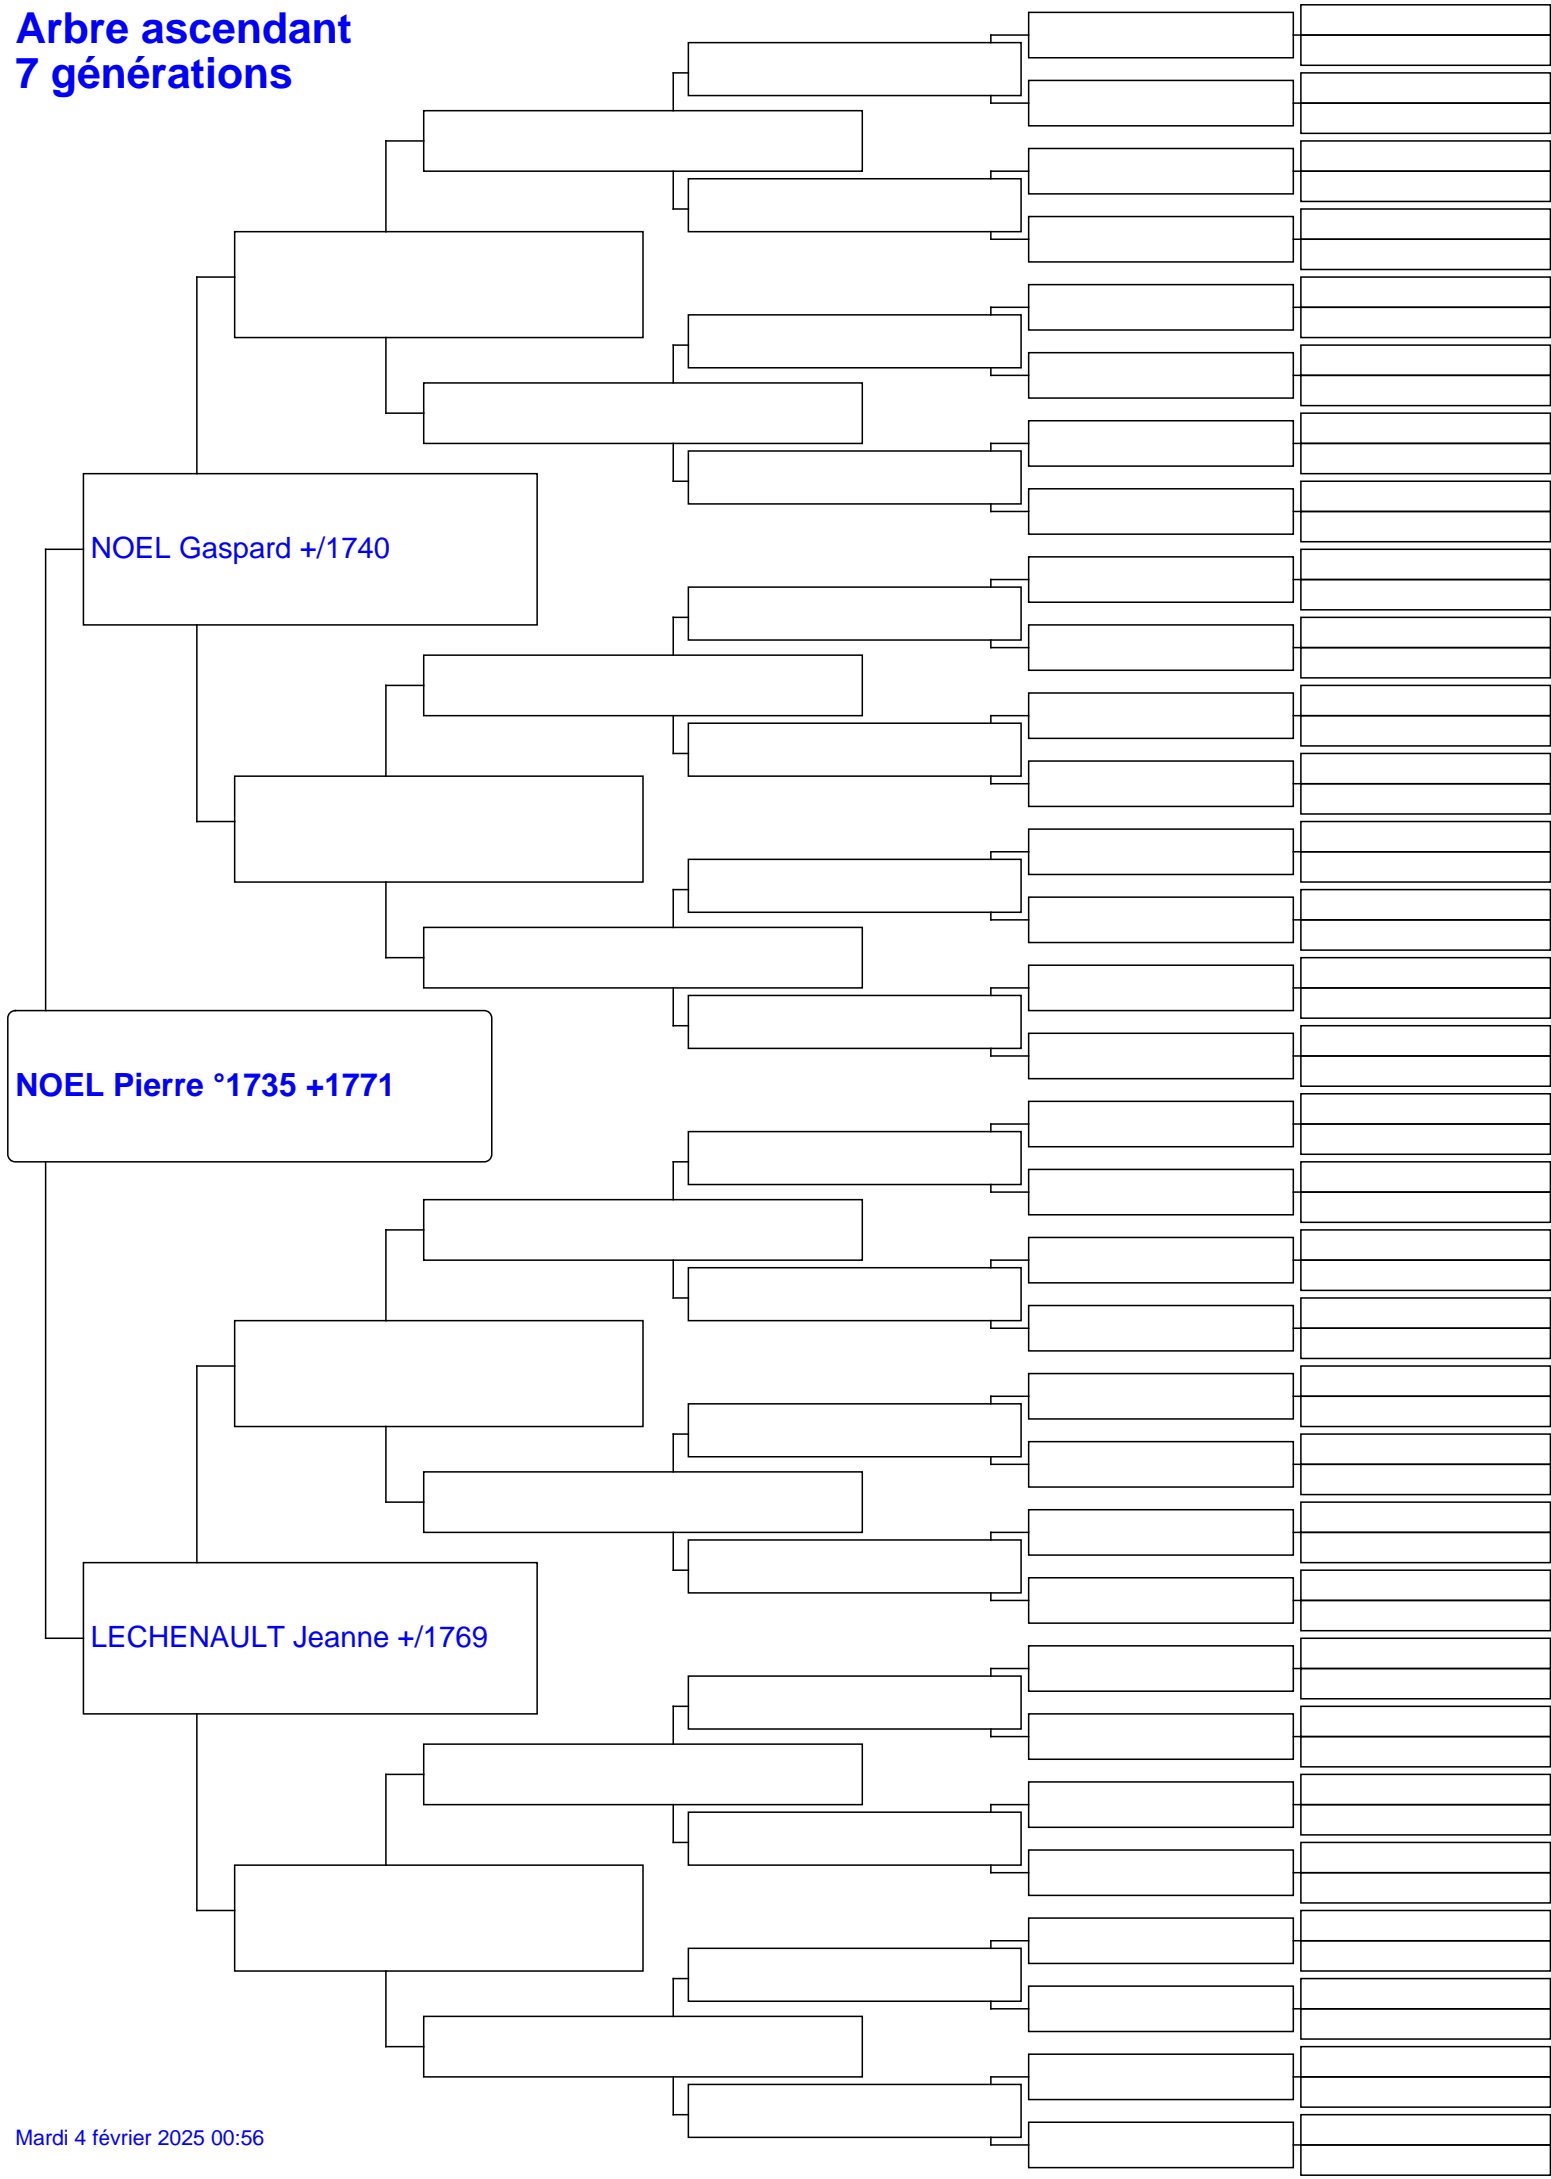 Arbre ascendant
7 générations
NOEL Gaspard +/1740
NOEL Pierre °1735 +1771
LECHENAULT Jeanne +/1769
Mardi 4 février 2025 00:56